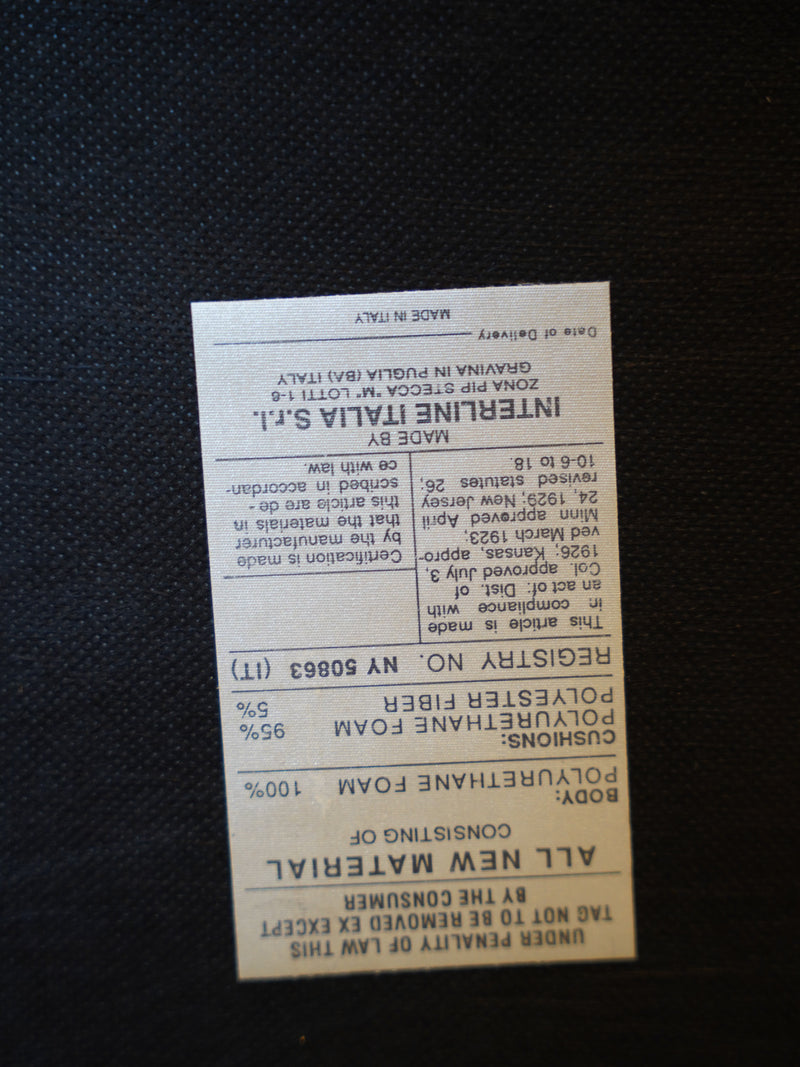 UNDER PENALITY OF LAW THIS
TAG NOT TO BE REMOVED EX EXCEPT
BY THE CONSUMER
ALL NEW MATERIAL
CONSISTING OF
BODY:
POLYURETHANE FOAM 100%
CUSHIONS:
POLYURETHANE FOAM 95%
POLYESTER FIBER 5%
REGISTRY NO. NY 50863 (IT)
This article is made
in compliance with
an act of: Dist. of
Col. approved July 3,
1926; Kansas, appro-
ved March 1923;
Minn approved April
24, 1929; New Jersey
revised statutes 26;
10-6 to 18.
Certification is made
by the manufacturer
that the materials in
this article are de -
scribed in accordan-
ce with law.
MADE BY
INTERLINE ITALIA S.r.l.
ZONA PIP STECCA "M" LOTTI 1-6
GRAVINA IN PUGLIA (BA) ITALY
Date of Delivery
MADE IN ITALY